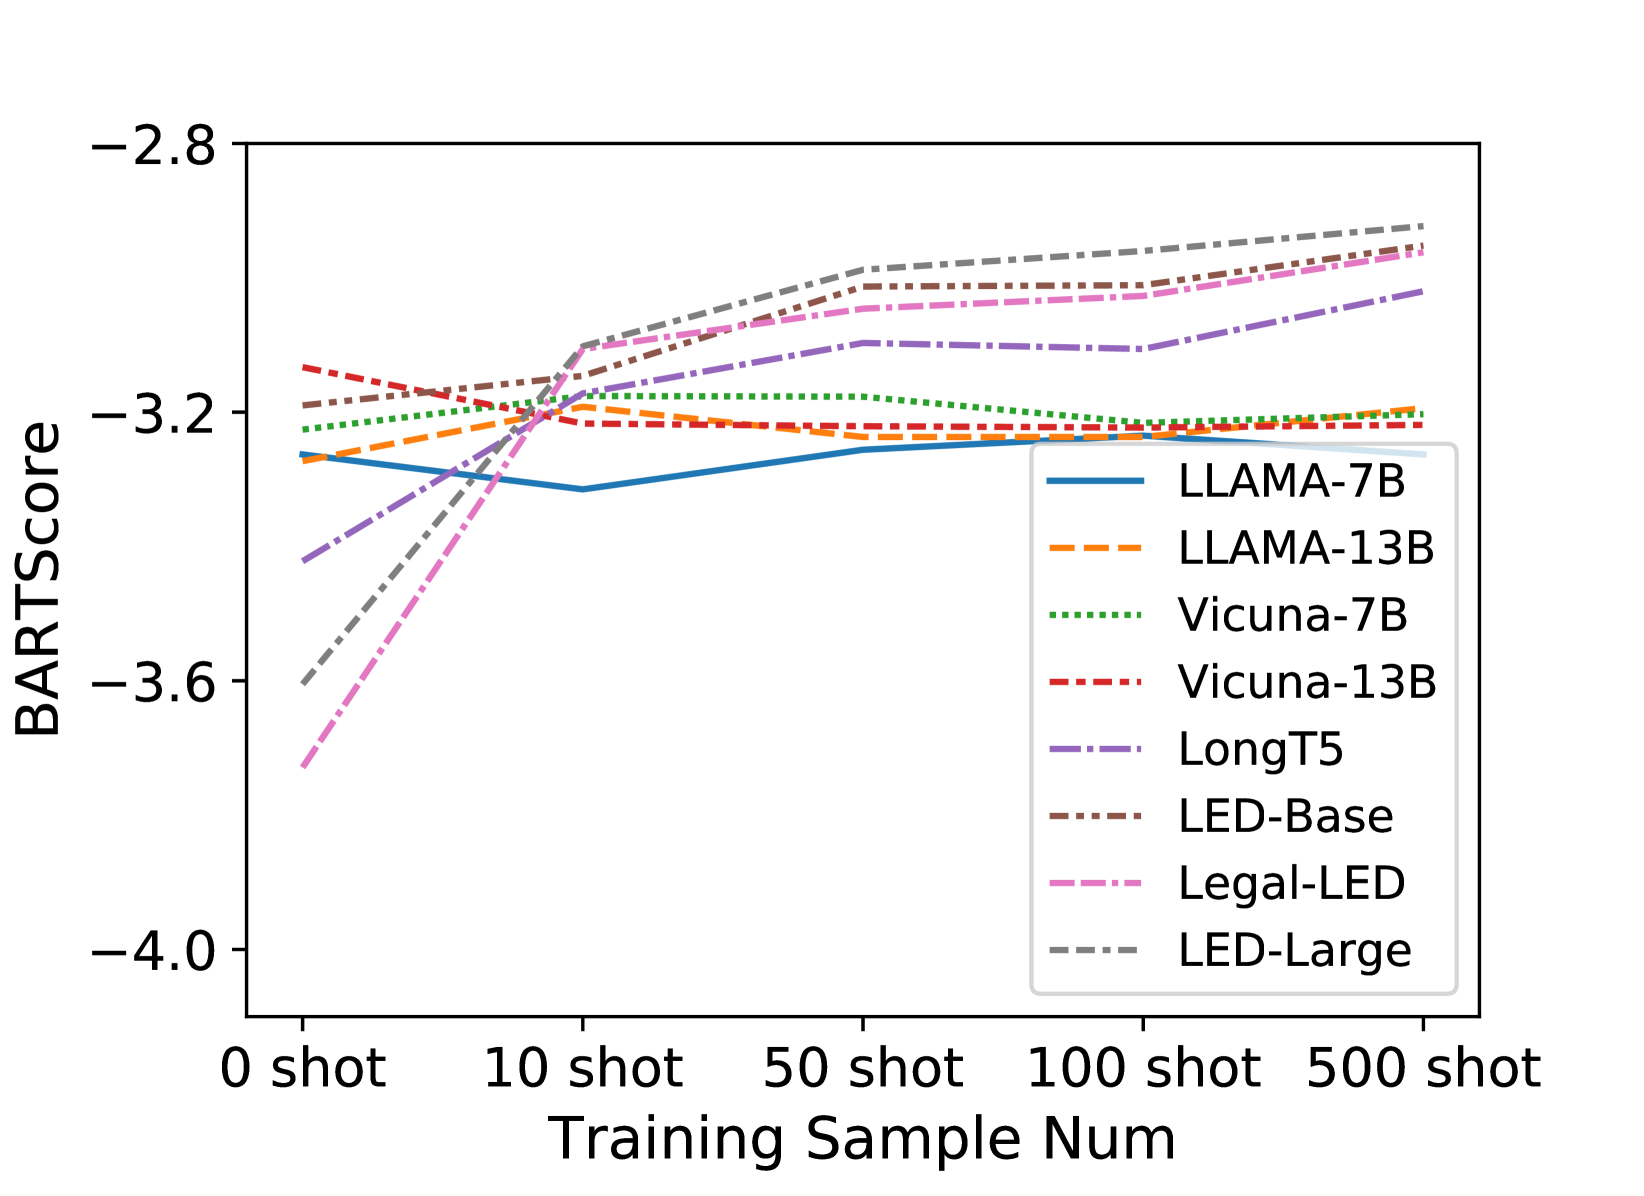 −2.8
−3.2
−3.6
−4.0
BARTScore
0 shot
10 shot
50 shot
100 shot
500 shot
Training Sample Num
LLAMA-7B
LLAMA-13B
Vicuna-7B
Vicuna-13B
LongT5
LED-Base
Legal-LED
LED-Large